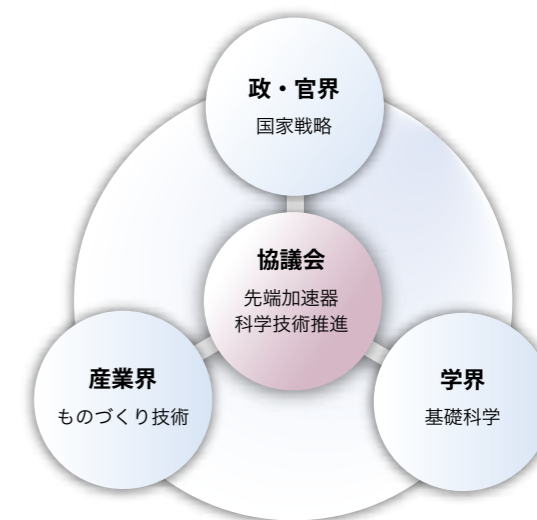 政・官界
国家戦略
協議会
先端加速器
科学技術推進
産業界
ものづくり技術
学界
基礎科学